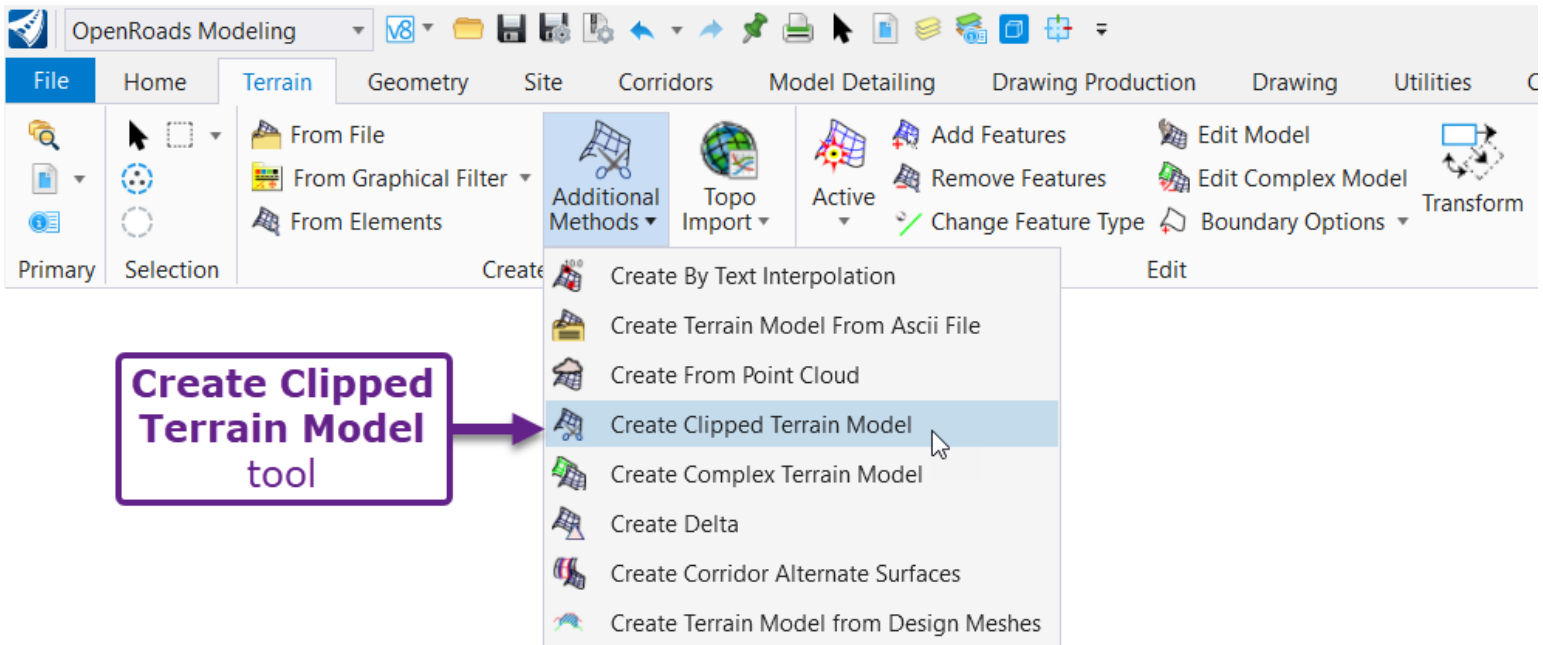 OpenRoads Modeling
V8
File Home Terrain Geometry Site Corridors Model Detailing Drawing Production Drawing Utilities
From File
From Graphical Filter
From Elements
Additional
Methods
Topo
Import
Active
Add Features
Remove Features
Change Feature Type
Edit Model
Edit Complex Model
Boundary Options
Transform
Primary Selection Create Edit
Create By Text Interpolation
Create Terrain Model From Ascii File
Create From Point Cloud
Create Clipped Terrain Model
Create Complex Terrain Model
Create Delta
Create Corridor Alternate Surfaces
Create Terrain Model from Design Meshes
Create Clipped
Terrain Model
tool